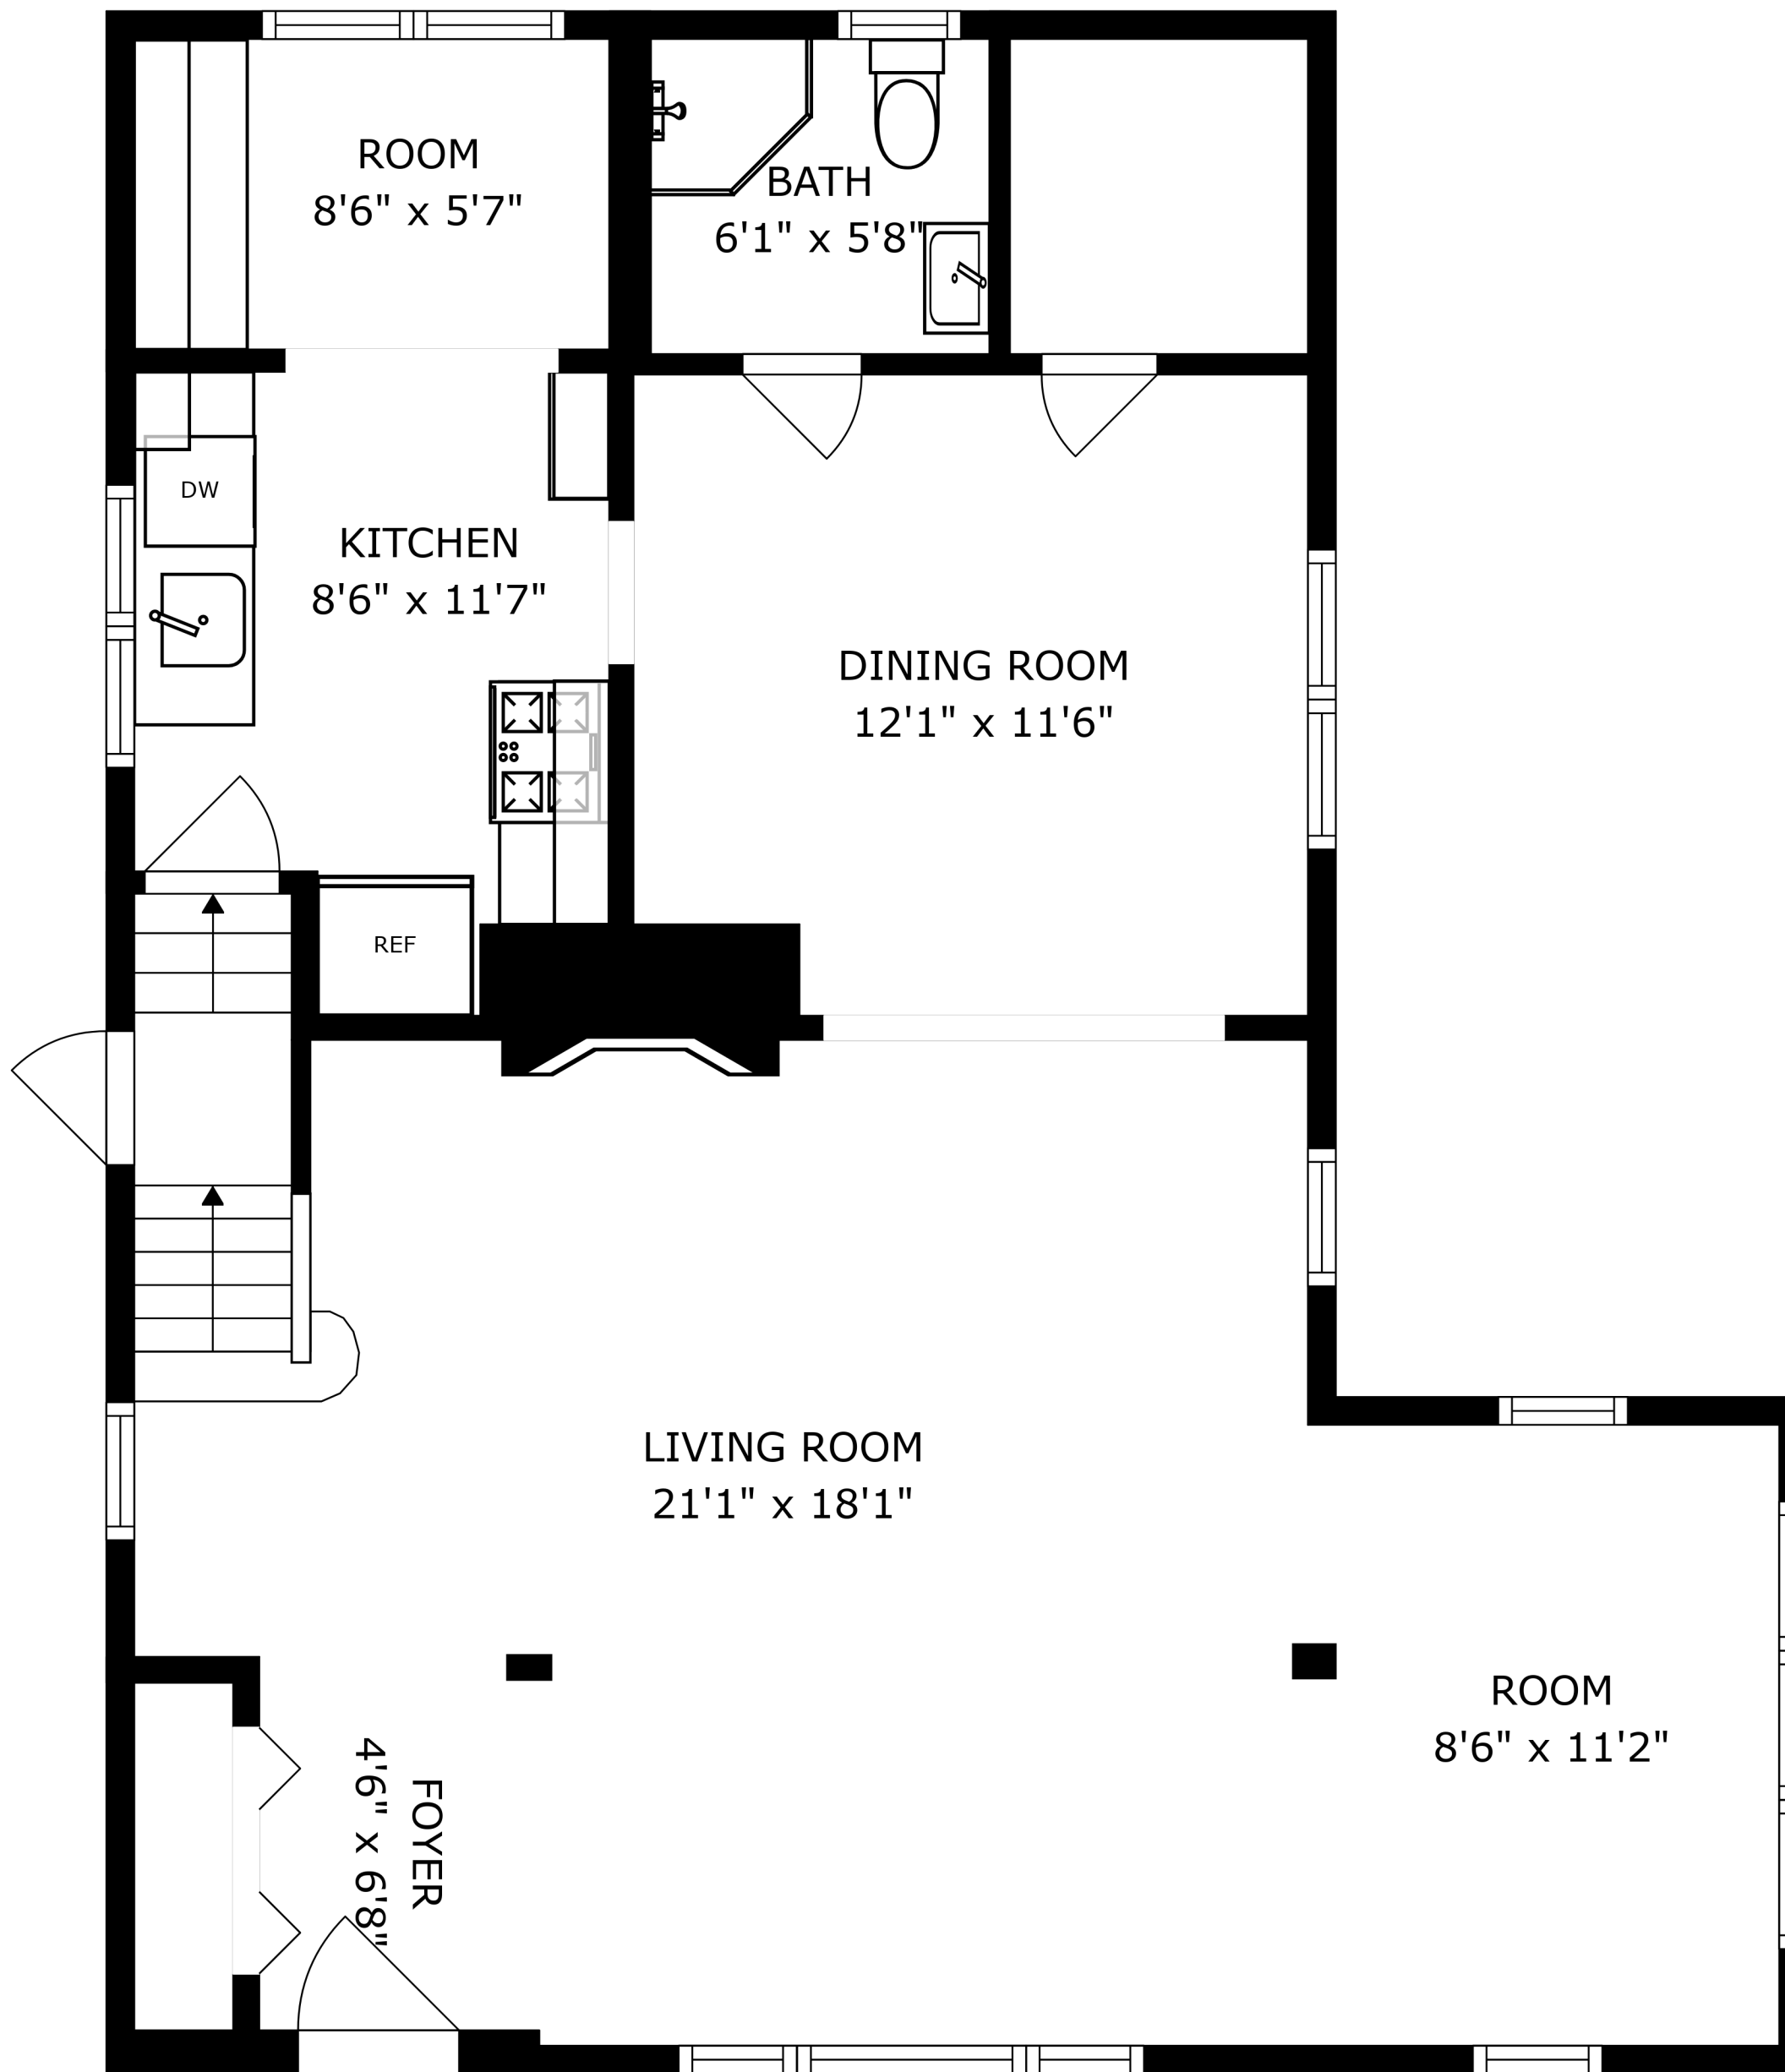 ROOM
8'6" x 5'7"
BATH
6'1" x 5'8"
DW
KITCHEN
8'6" x 11'7"
DINING ROOM
12'1" x 11'6"
REF
LIVING ROOM
21'1" x 18'1"
ROOM
8'6" x 11'2"
FOYER
4'6" x 6'8"